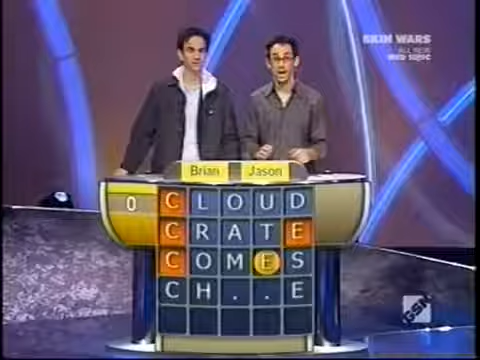 SKIN WARS
ALL NEW
WED 10/9C
Brian Jason
0 CLOUD
CRATE
COMES
CH..E
GSN